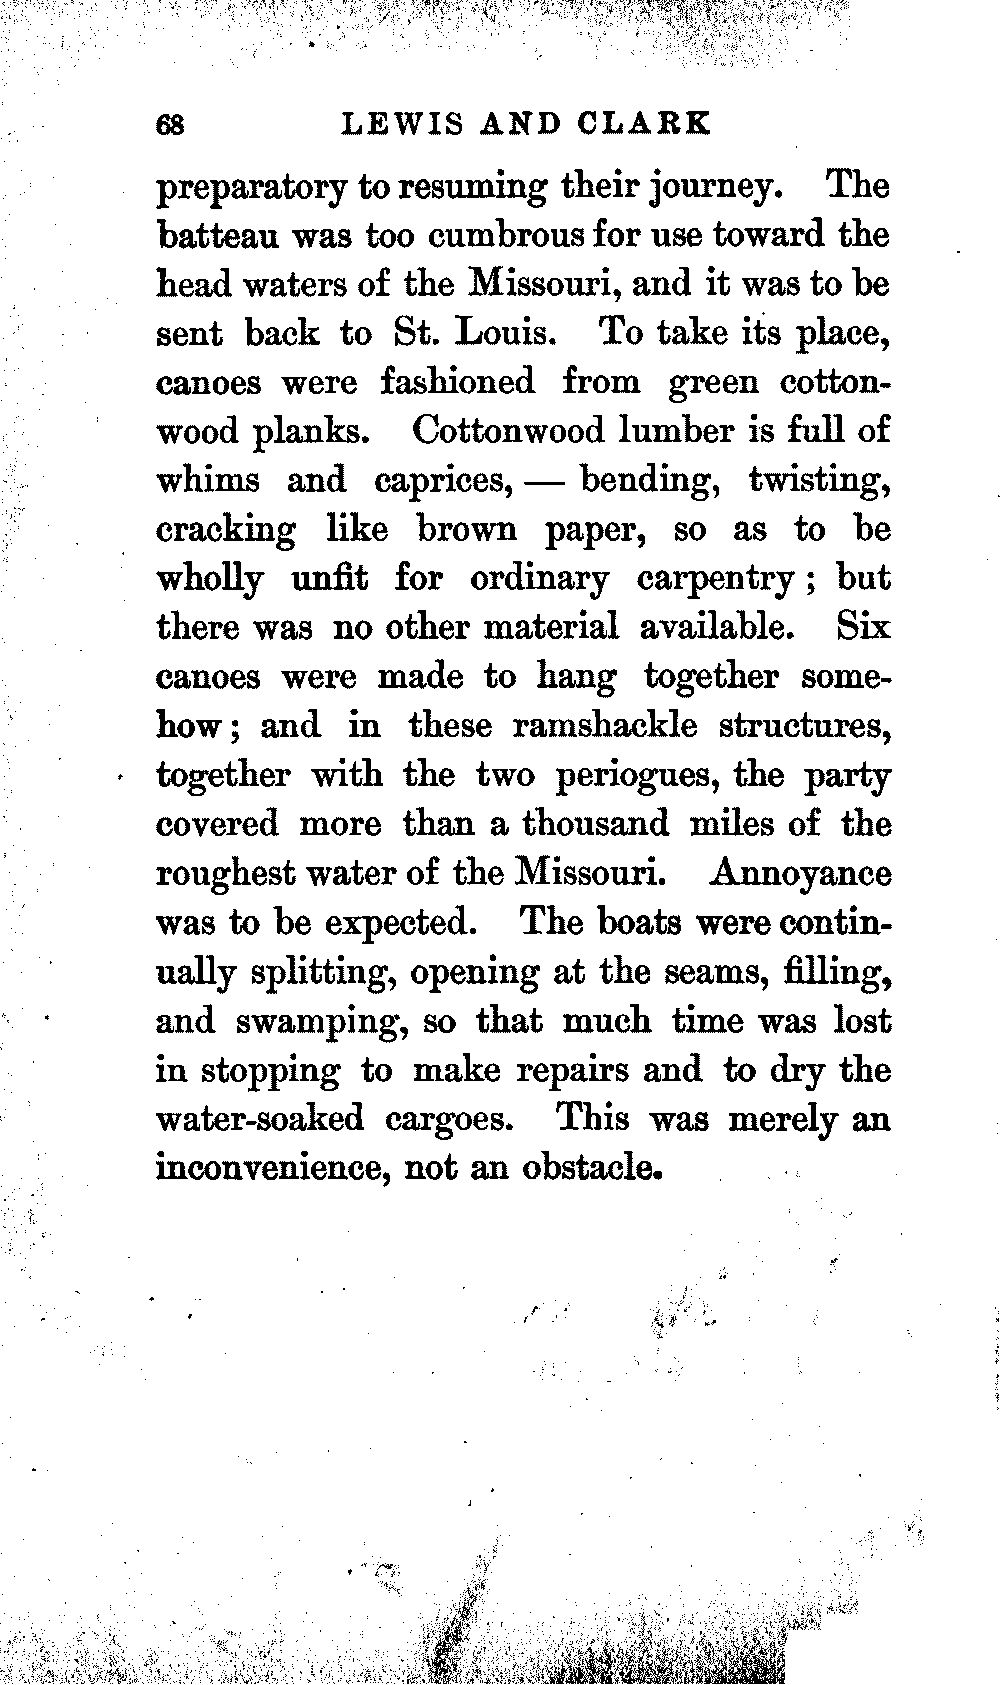 68 LEWIS AND CLARK
preparatory to resuming their journey. The
batteau was too cumbrous for use toward the
head waters of the Missouri, and it was to be
sent back to St. Louis. To take its place,
canoes were fashioned from green cotton-
wood planks. Cottonwood lumber is full of
whims and caprices, — bending, twisting,
cracking like brown paper, so as to be
wholly unfit for ordinary carpentry ; but
there was no other material available. Six
canoes were made to hang together some-
how ; and in these ramshackle structures,
together with the two periogues, the party
covered more than a thousand miles of the
roughest water of the Missouri. Annoyance
was to be expected. The boats were contin-
ually splitting, opening at the seams, filling,
and swamping, so that much time was lost
in stopping to make repairs and to dry the
water-soaked cargoes. This was merely an
inconvenience, not an obstacle.